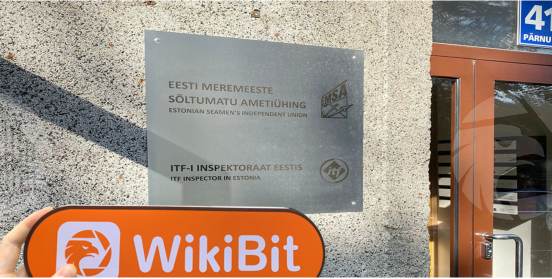 EESTI MEREMEESTE
SÕLTUMATU AMETIÜHING
ESTONIAN SEAMEN'S INDEPENDENT UNION
EMSA
ITF-I INSPEKTORAAT EESTIS
ITF INSPECTOR IN ESTONIA
ITF
41
PÄRNU
WikiBit